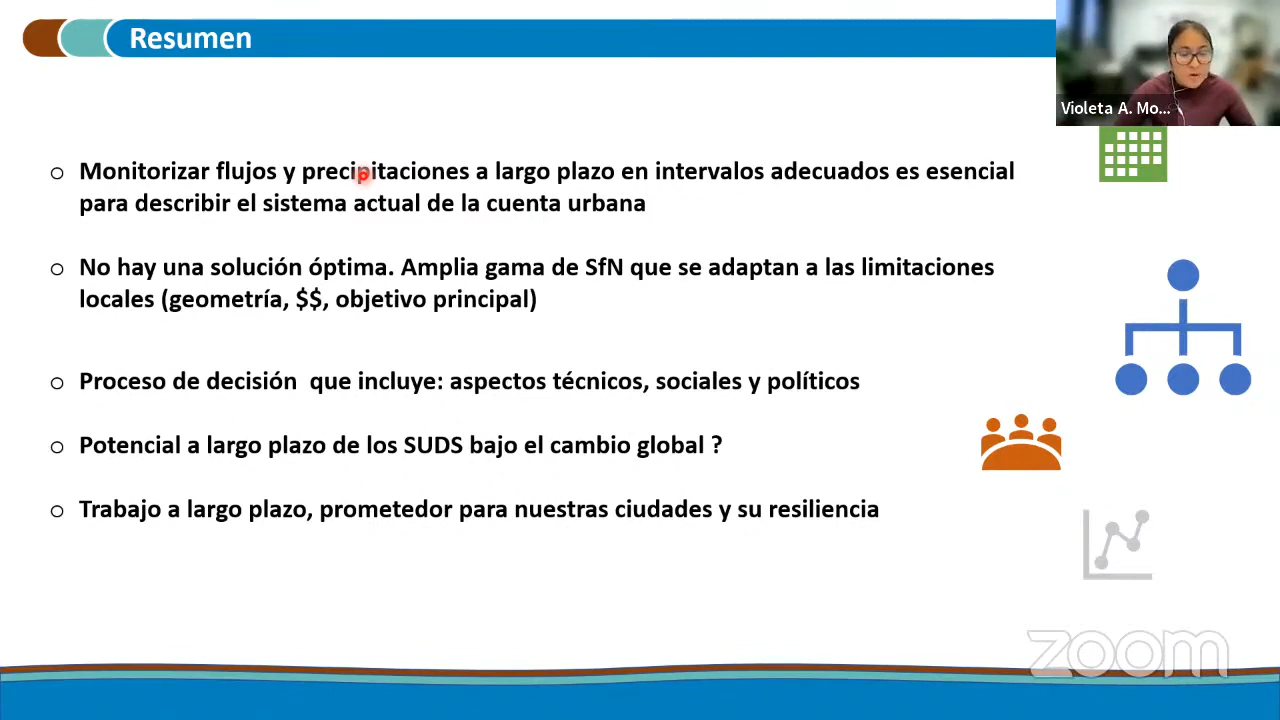 Resumen
Violeta A. Mo...
Monitorizar flujos y precipitaciones a largo plazo en intervalos adecuados es esencial
para describir el sistema actual de la cuenta urbana
No hay una solución óptima. Amplia gama de SfN que se adaptan a las limitaciones
locales (geometría, $$, objetivo principal)
Proceso de decisión que incluye: aspectos técnicos, sociales y políticos
Potencial a largo plazo de los SUDS bajo el cambio global ?
Trabajo a largo plazo, prometedor para nuestras ciudades y su resiliencia
zoom